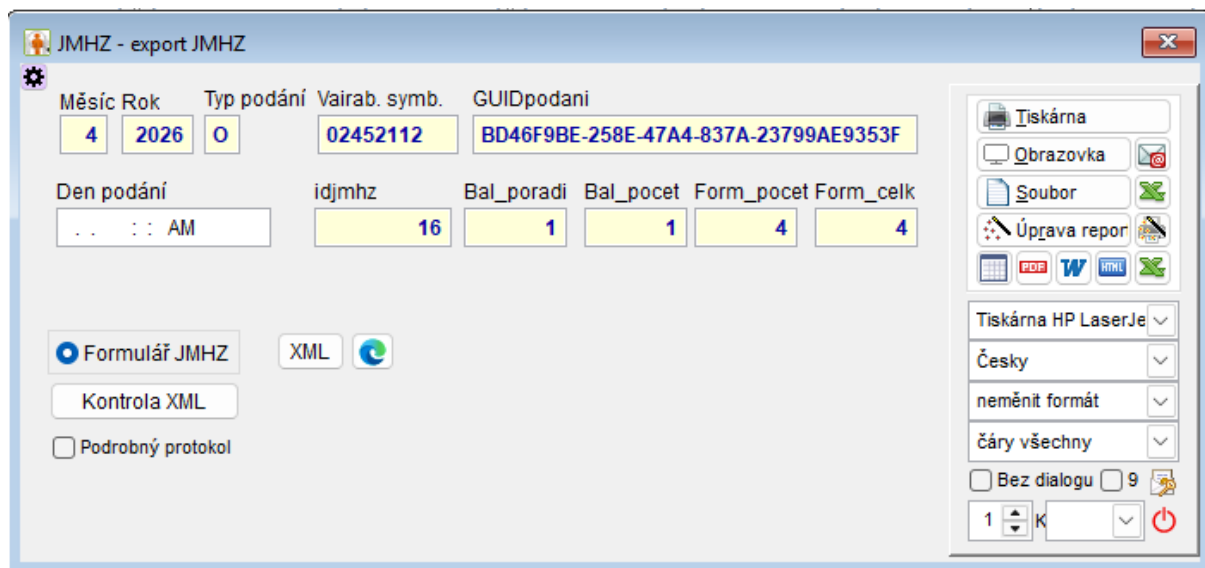 JMHZ - export JMHZ
Měsíc Rok Typ podání Vairab. symb. GUIDpodani
4 2026 O 02452112 BD46F9BE-258E-47A4-837A-23799AE9353F
Den podání idjmhz Bal_poradi Bal_pocet Form_pocet Form_celk
. . : : AM 16 1 1 4 4
Formulář JMHZ XML
Kontrola XML
Podrobný protokol
Tiskárna
Obrazovka
Soubor
Úprava repor
PDF W HTML
Tiskárna HP LaserJe
Česky
neměnit formát
čáry všechny
Bez dialogu 9
1 K